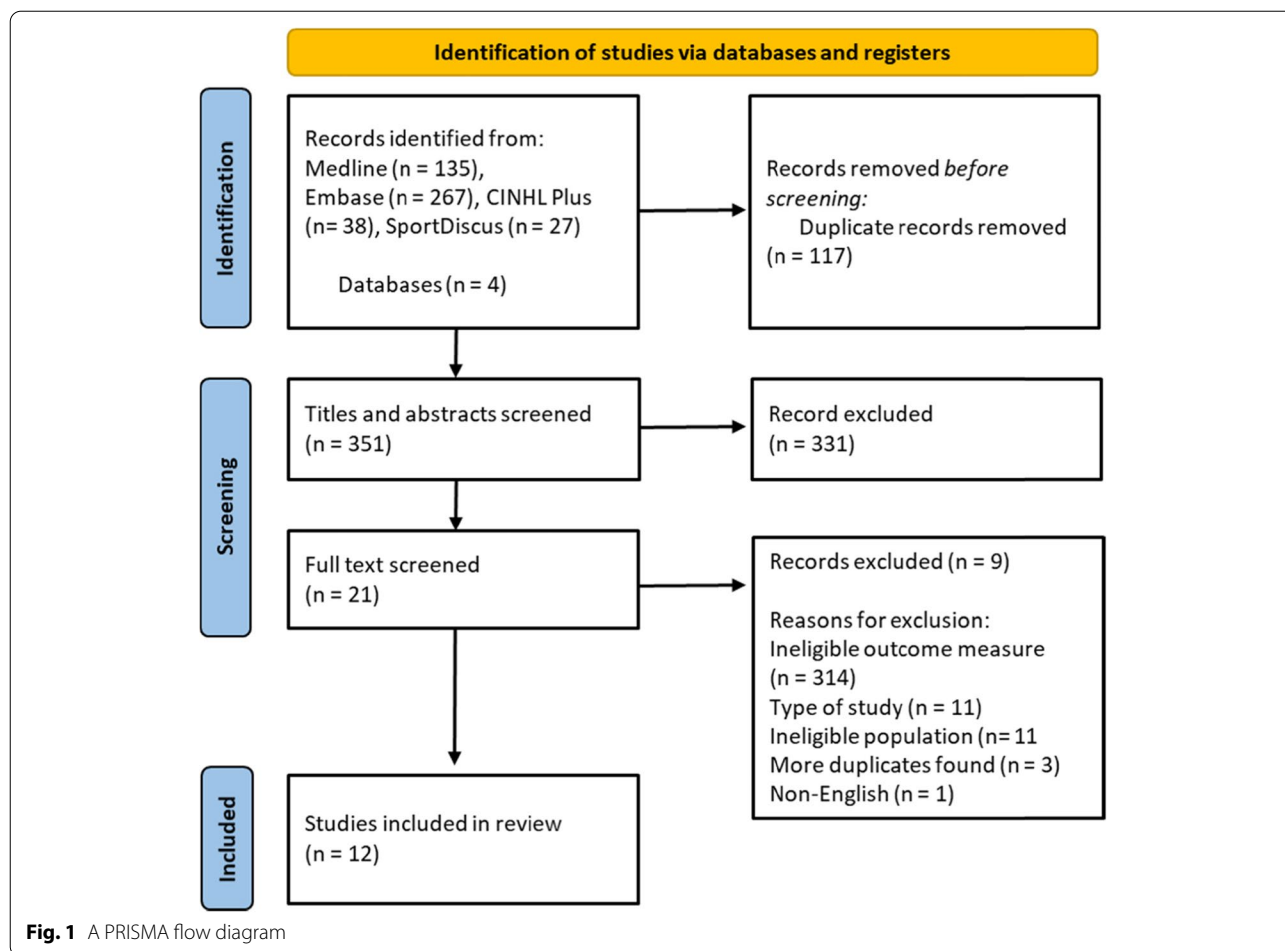 Identification of studies via databases and registers
Identification
Records identified from:
Medline (n = 135),
Embase (n = 267), CINHL Plus
(n= 38), SportDiscus (n = 27)
Databases (n = 4)
Records removed before
screening:
Duplicate records removed
(n = 117)
Screening
Titles and abstracts screened
(n = 351)
Record excluded
(n = 331)
Full text screened
(n = 21)
Records excluded (n = 9)
Reasons for exclusion:
Ineligible outcome measure
(n = 314)
Type of study (n = 11)
Ineligible population (n= 11
More duplicates found (n = 3)
Non-English (n = 1)
Included
Studies included in review
(n = 12)
Fig. 1 A PRISMA flow diagram